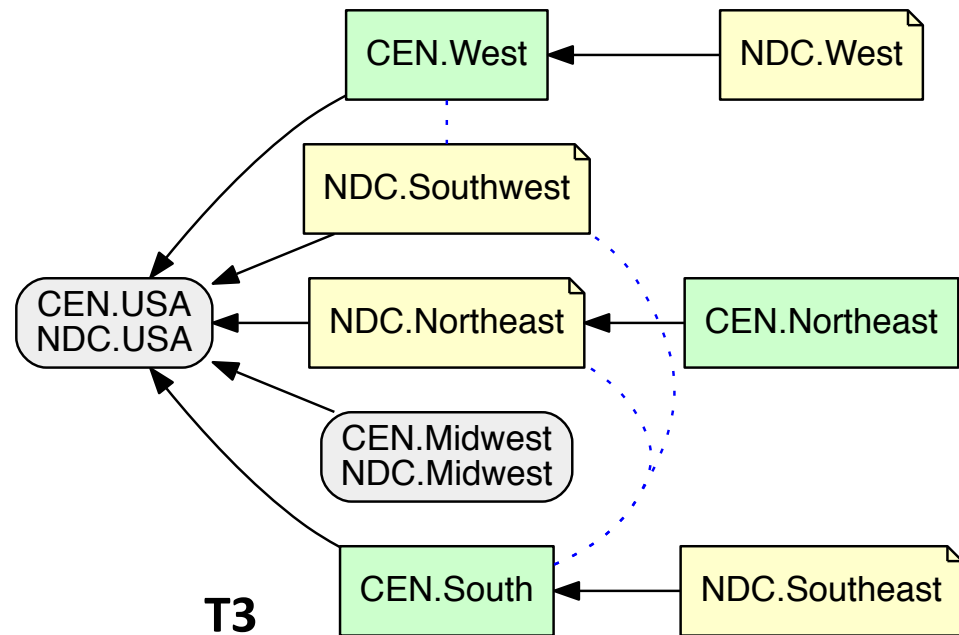 CEN.West
NDC.West
NDC.Southwest
CEN.USA
NDC.USA
NDC.Northeast
CEN.Northeast
CEN.Midwest
NDC.Midwest
CEN.South
NDC.Southeast
T3